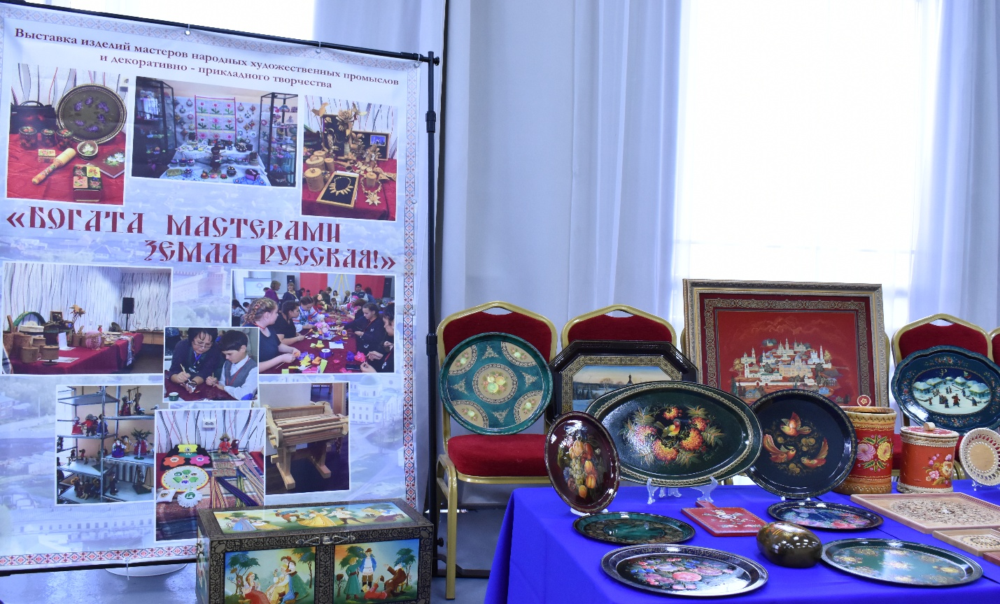 Выставка изделий мастеров народных художественных промыслов
и декоративно - прикладного творчества
«БОГАТА МАСТЕРАМИ
ЗЕМЛЯ РУССКАЯ!»